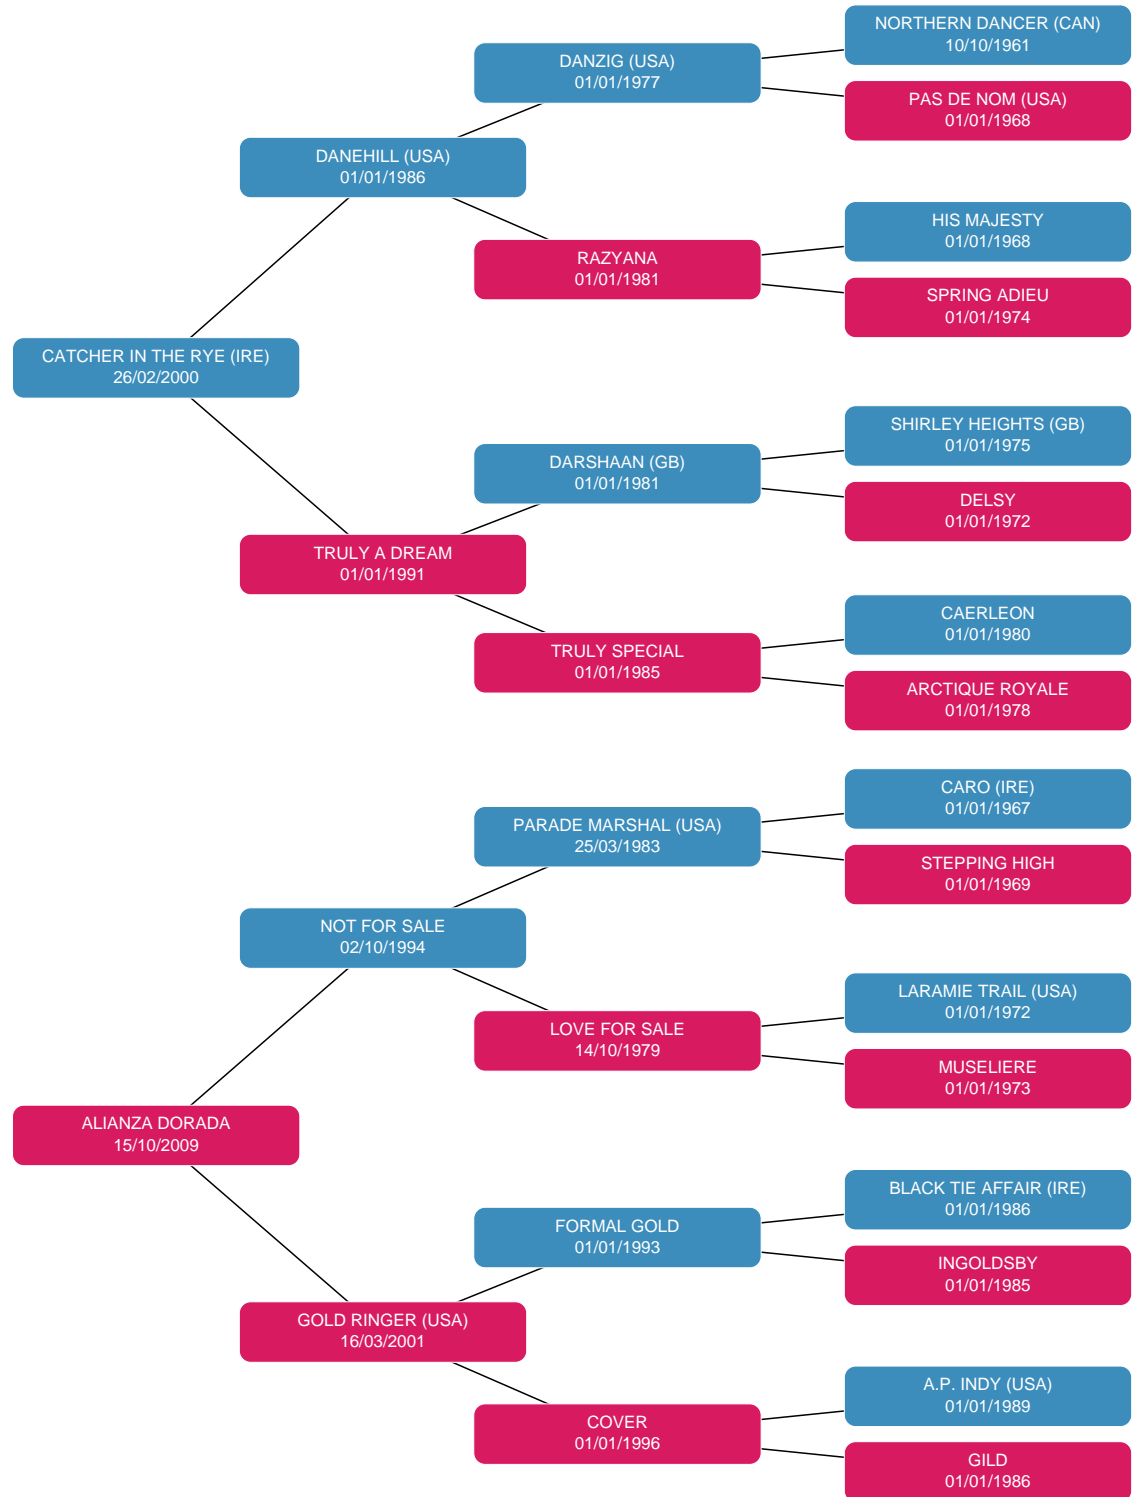 NORTHERN DANCER (CAN)
10/10/1961
DANZIG (USA)
01/01/1977
PAS DE NOM (USA)
01/01/1968
DANEHILL (USA)
01/01/1986
HIS MAJESTY
01/01/1968
RAZYANA
01/01/1981
SPRING ADIEU
01/01/1974
CATCHER IN THE RYE (IRE)
26/02/2000
SHIRLEY HEIGHTS (GB)
01/01/1975
DARSHAAN (GB)
01/01/1981
DELSY
01/01/1972
TRULY A DREAM
01/01/1991
CAERLEON
01/01/1980
TRULY SPECIAL
01/01/1985
ARCTIQUE ROYALE
01/01/1978
CARO (IRE)
01/01/1967
PARADE MARSHAL (USA)
25/03/1983
STEPPING HIGH
01/01/1969
NOT FOR SALE
02/10/1994
LARAMIE TRAIL (USA)
01/01/1972
LOVE FOR SALE
14/10/1979
MUSELIERE
01/01/1973
ALIANZA DORADA
15/10/2009
BLACK TIE AFFAIR (IRE)
01/01/1986
FORMAL GOLD
01/01/1993
INGOLDSBY
01/01/1985
GOLD RINGER (USA)
16/03/2001
A.P. INDY (USA)
01/01/1989
COVER
01/01/1996
GILD
01/01/1986